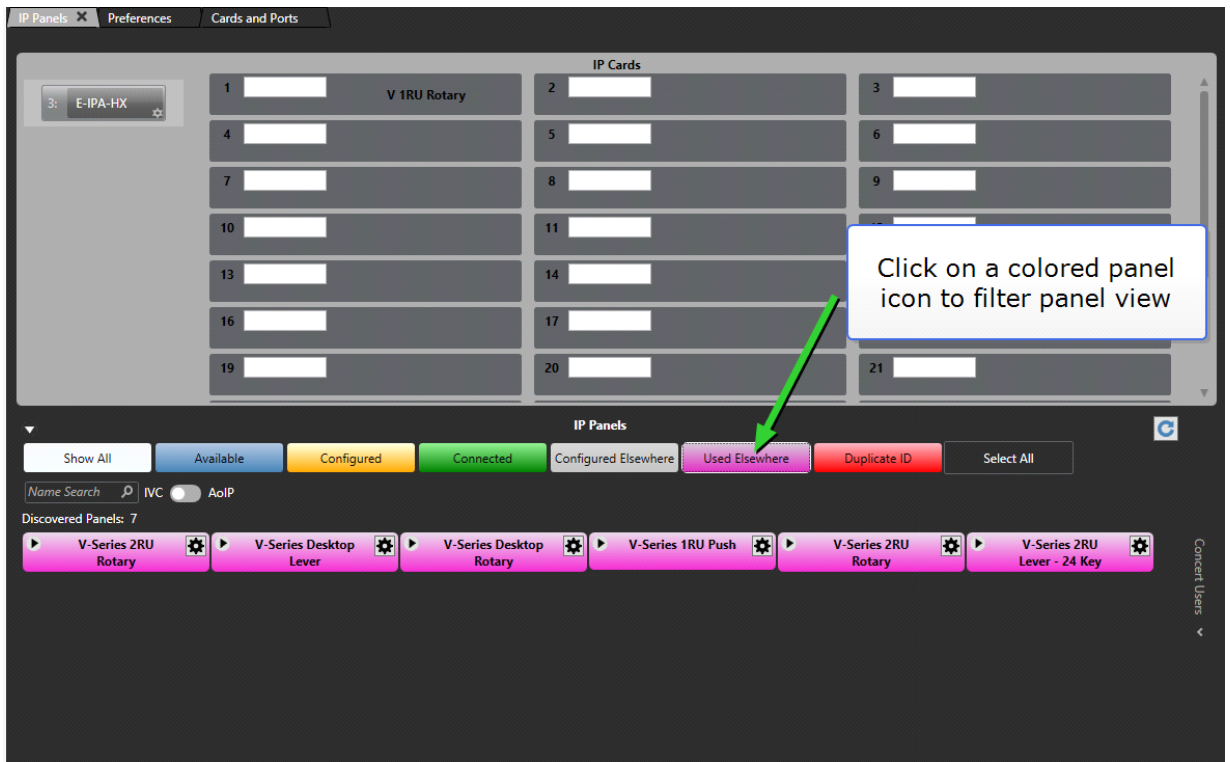 IP Panels
Preferences
Cards and Ports
IP Cards
3: E-IPA-HX
1
V 1RU Rotary
2
3
4
5
6
7
8
9
10
11
13
14
16
17
19
20
21
Click on a colored panel
icon to filter panel view
IP Panels
Show All
Available
Configured
Connected
Configured Elsewhere
Used Elsewhere
Duplicate ID
Select All
Name Search
IVC
AoIP
Discovered Panels: 7
V-Series 2RU
Rotary
V-Series Desktop
Lever
V-Series Desktop
Rotary
V-Series 1RU Push
V-Series 2RU
Rotary
V-Series 2RU
Lever - 24 Key
Concert Users